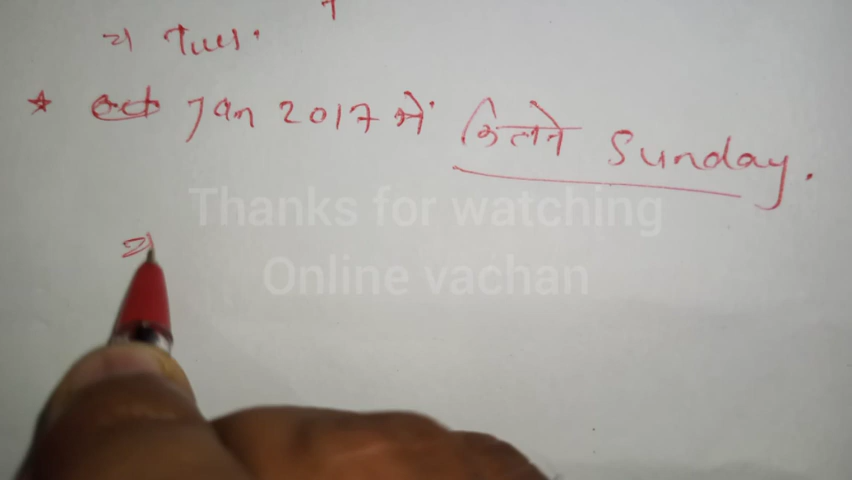 Tues.
* Jan 2017 में कितने Sunday.
Thanks for watching
Online vachan